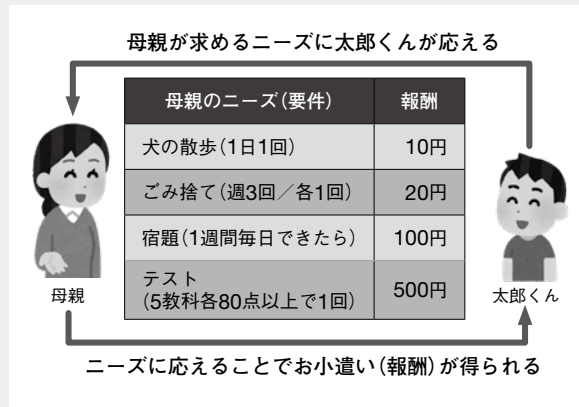 母親が求めるニーズに太郎くんが応える
母親のニーズ(要件) 報酬
犬の散歩(1日1回) 10円
ごみ捨て(週3回/各1回) 20円
宿題(1週間毎日できたら) 100円
テスト
(5教科各80点以上で1回) 500円
母親
太郎くん
ニーズに応えることでお小遣い(報酬)が得られる